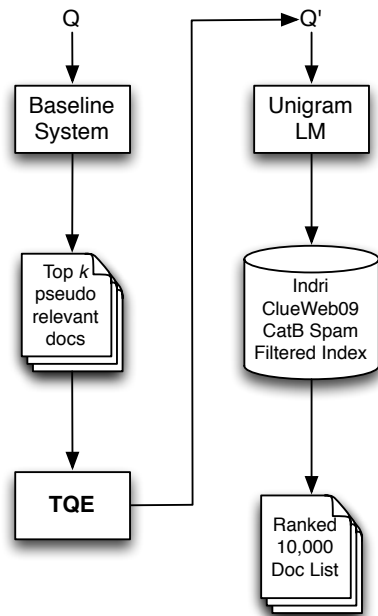 Q
Baseline
System
Top k
pseudo
relevant
docs
TQE
Q'
Unigram
LM
Indri
ClueWeb09
CatB Spam
Filtered Index
Ranked
10,000
Doc List